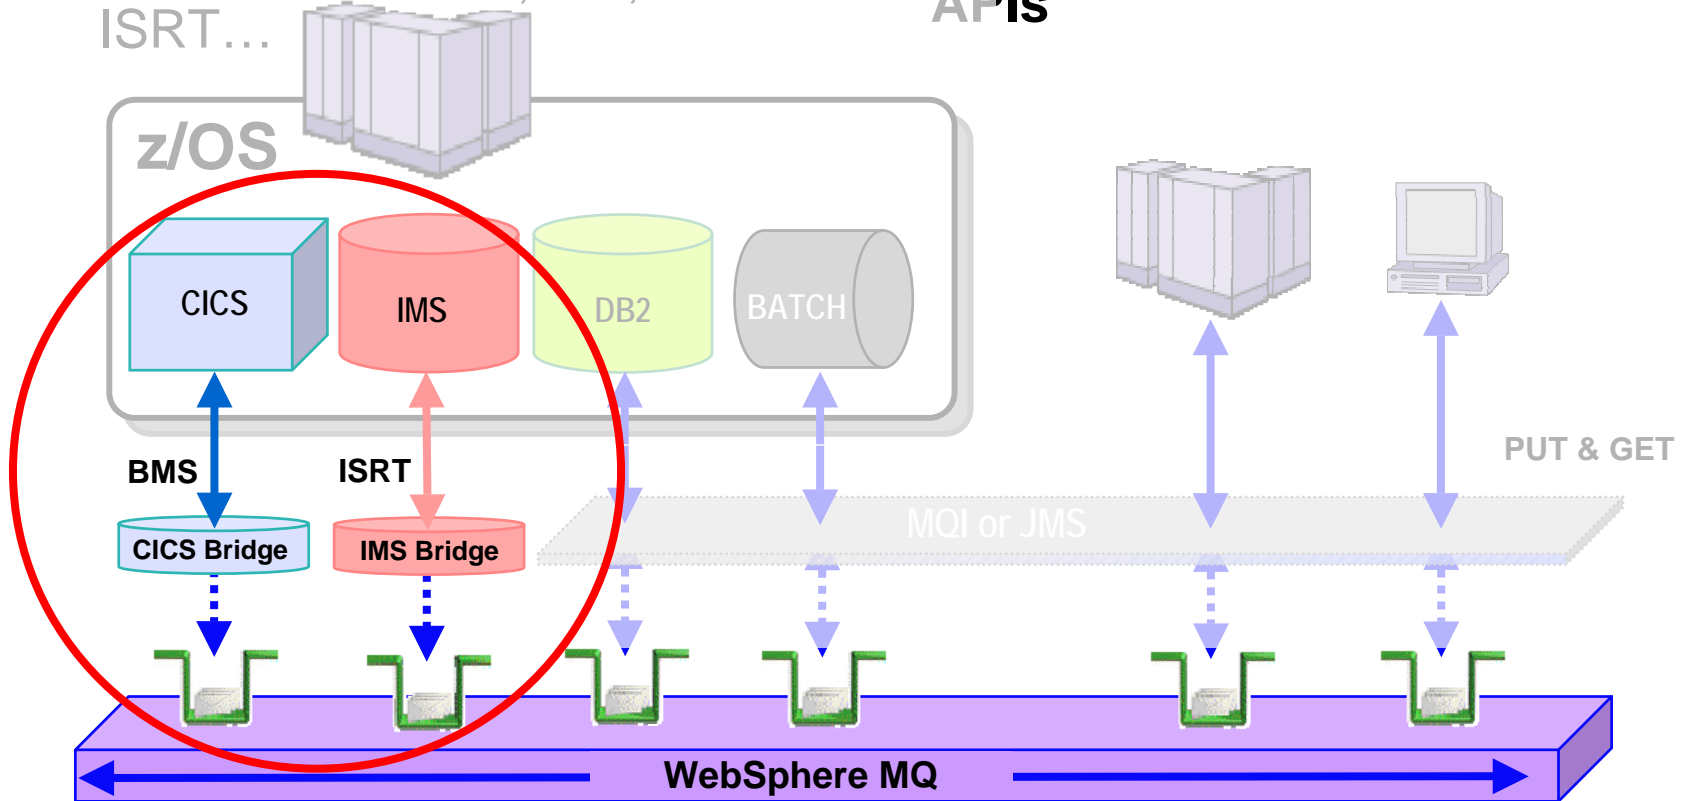 APIs
ISRT...
z/OS
CICS
IMS
DB2
BATCH
BMS
ISRT
PUT & GET
MQI or JMS
CICS Bridge
IMS Bridge
WebSphere MQ